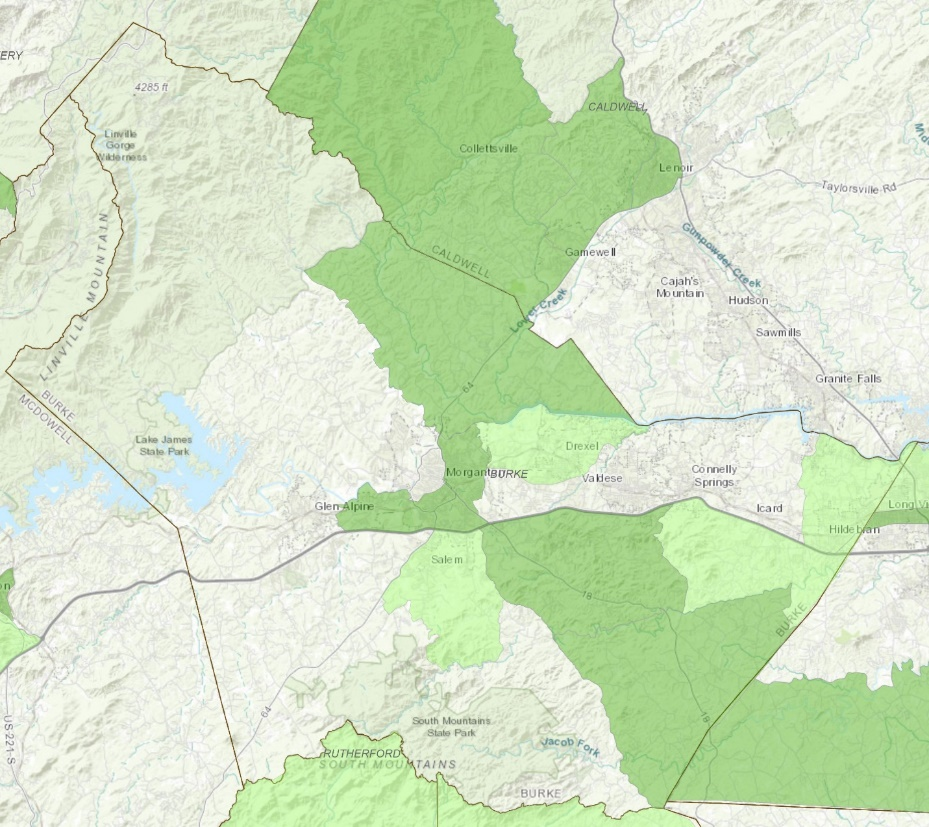 ERY
4285 ft
CALDWELL
Linville
Gorge
Wilderness
Collettsville
Lenoir
Taylorsville Rd
LINVILLE MOUNTAIN
Gamewell
CALDWELL
Gunpowder Creek
Cajah's
Mountain
Hudson
Lower Creek
Sawmills
Granite Falls
64
BURKE
MCDOWELL
Lake James
State Park
Drexel
Morganton
BURKE
Valdese
Connelly
Springs
Icard
Glen Alpine
Hildebran
Salem
18
BURKE
64
US 221-S
18
South Mountains
State Park
Jacob Fork
RUTHERFORD
SOUTH MOUNTAINS
BURKE